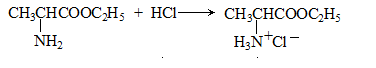 CH₃CHCOOC₂H₅ + HCl ⟶ CH₃CHCOOC₂H₅
NH₂ H₃N⁺Cl⁻